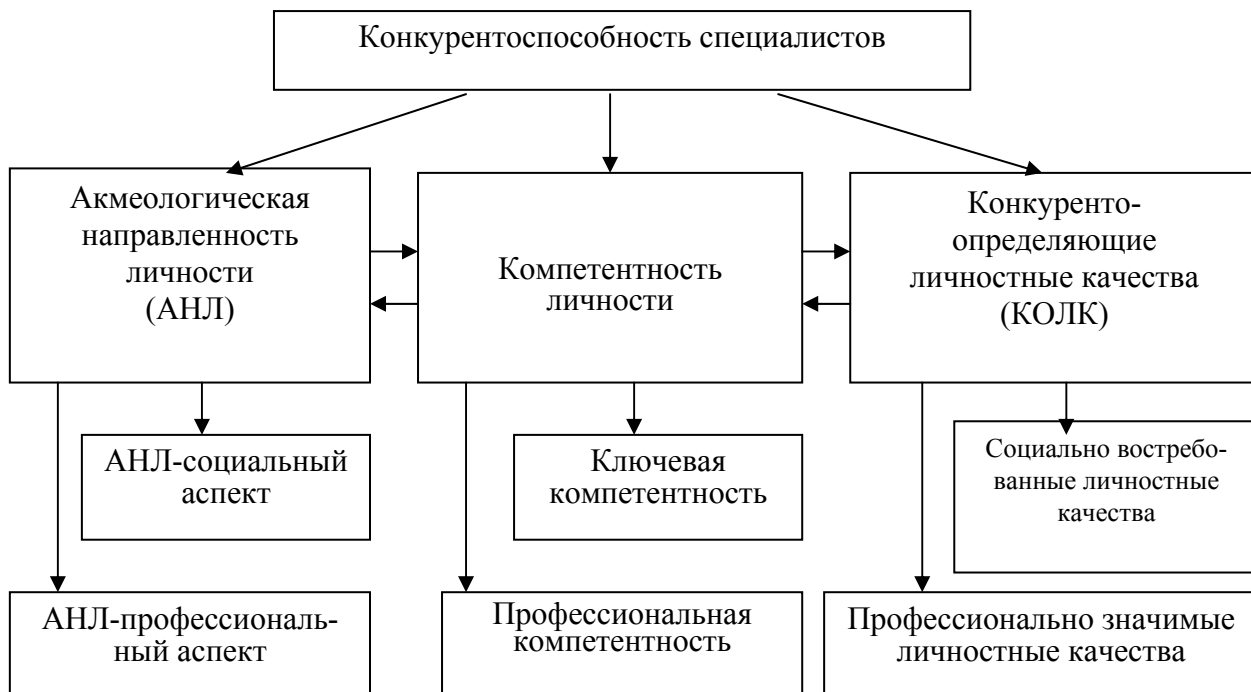 Конкурентоспособность специалистов
Акмеологическая
направленность
личности
(АНЛ)
Компетентность
личности
Конкуренто-
определяющие
личностные качества
(КОЛК)
АНЛ-социальный
аспект
Ключевая
компетентность
Социально востребо-
ванные личностные
качества
АНЛ-профессиональ-
ный аспект
Профессиональная
компетентность
Профессионально значимые
личностные качества